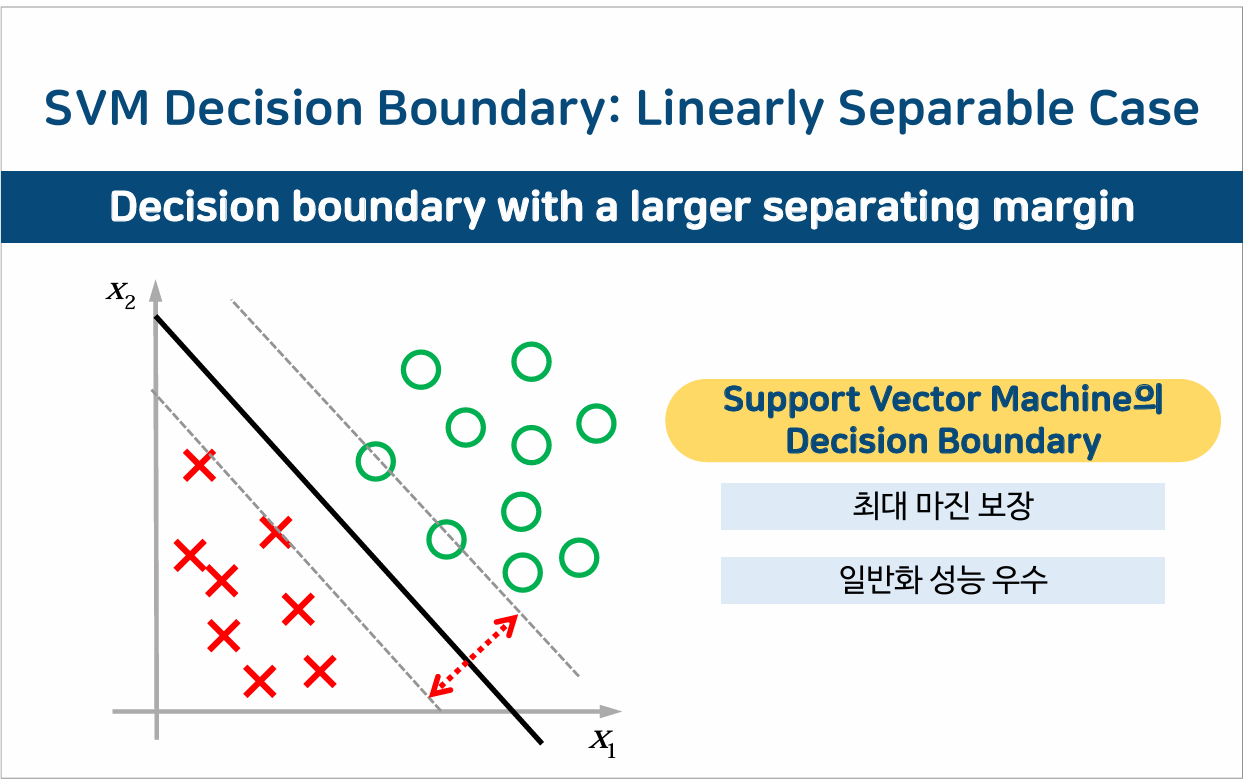 SVM Decision Boundary: Linearly Separable Case
Decision boundary with a larger separating margin
x2
x1
Support Vector Machine의
Decision Boundary
최대 마진 보장
일반화 성능 우수